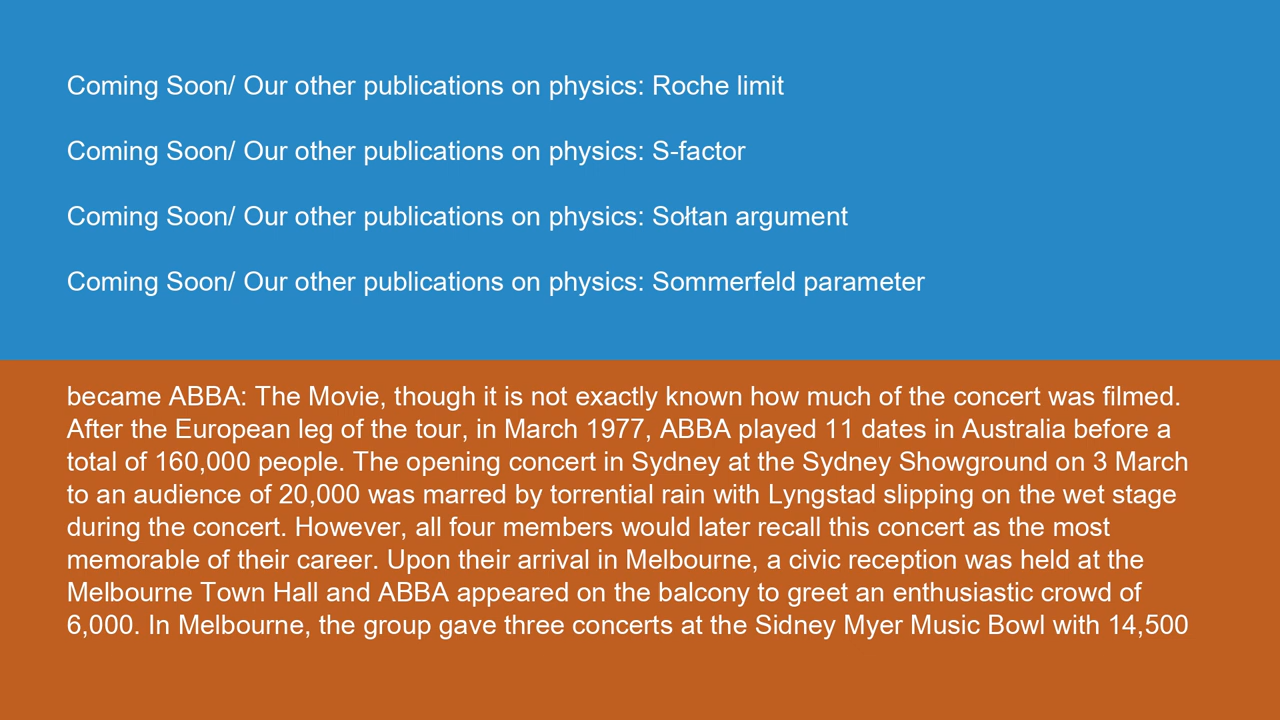 Coming Soon/ Our other publications on physics: Roche limit
Coming Soon/ Our other publications on physics: S-factor
Coming Soon/ Our other publications on physics: Sołtan argument
Coming Soon/ Our other publications on physics: Sommerfeld parameter
became ABBA: The Movie, though it is not exactly known how much of the concert was filmed.
After the European leg of the tour, in March 1977, ABBA played 11 dates in Australia before a
total of 160,000 people. The opening concert in Sydney at the Sydney Showground on 3 March
to an audience of 20,000 was marred by torrential rain with Lyngstad slipping on the wet stage
during the concert. However, all four members would later recall this concert as the most
memorable of their career. Upon their arrival in Melbourne, a civic reception was held at the
Melbourne Town Hall and ABBA appeared on the balcony to greet an enthusiastic crowd of
6,000. In Melbourne, the group gave three concerts at the Sidney Myer Music Bowl with 14,500